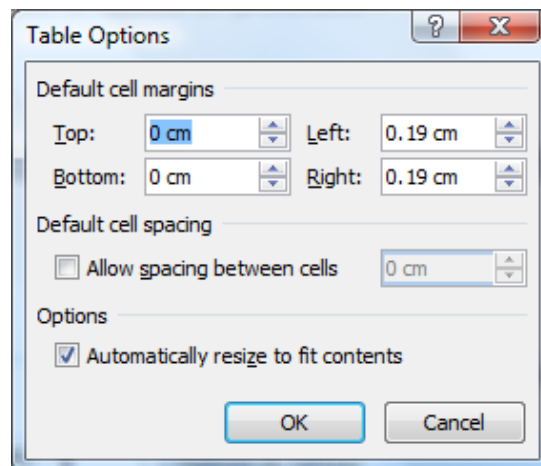 Table Options ?
Default cell margins
Top: 0 cm Left: 0.19 cm
Bottom: 0 cm Right: 0.19 cm
Default cell spacing
Allow spacing between cells 0 cm
Options
Automatically resize to fit contents
OK Cancel